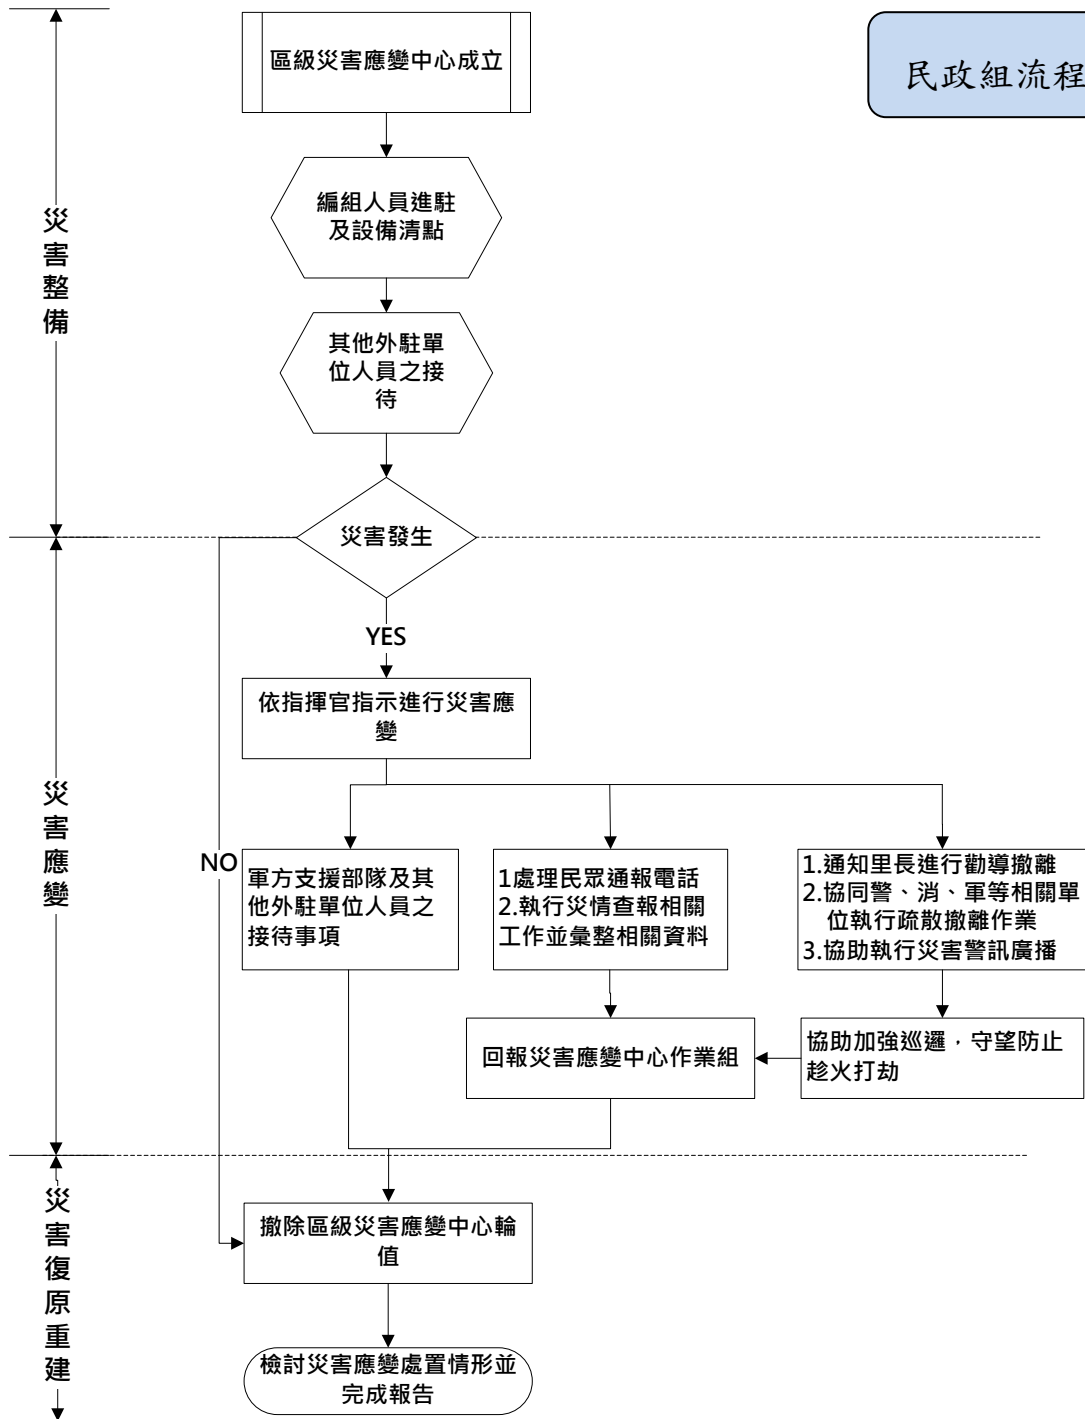 民政組流程
區級災害應變中心成立
編組人員進駐
及設備清點
其他外駐單
位人員之接
待
災害整備
災害發生
YES
依指揮官指示進行災害應
變
災害應變
NO
軍方支援部隊及其
他外駐單位人員之
接待事項
1處理民眾通報電話
2.執行災情查報相關
工作並彙整相關資料
1.通知里長進行勸導撤離
2.協同警、消、軍等相關單
位執行疏散撤離作業
3.協助執行災害警訊廣播
回報災害應變中心作業組
協助加強巡邏，守望防止
趁火打劫
災害復原重建
撤除區級災害應變中心輪
值
檢討災害應變處置情形並
完成報告